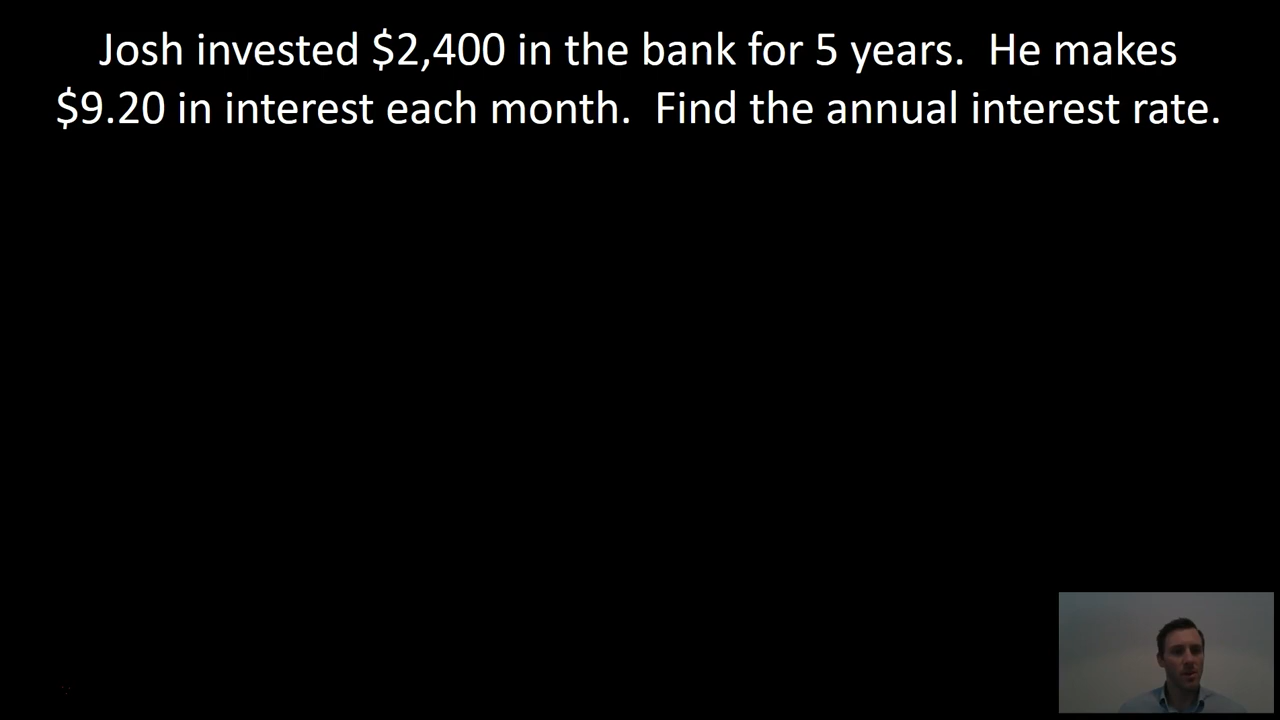 Josh invested $2,400 in the bank for 5 years.  He makes
$9.20 in interest each month.  Find the annual interest rate.